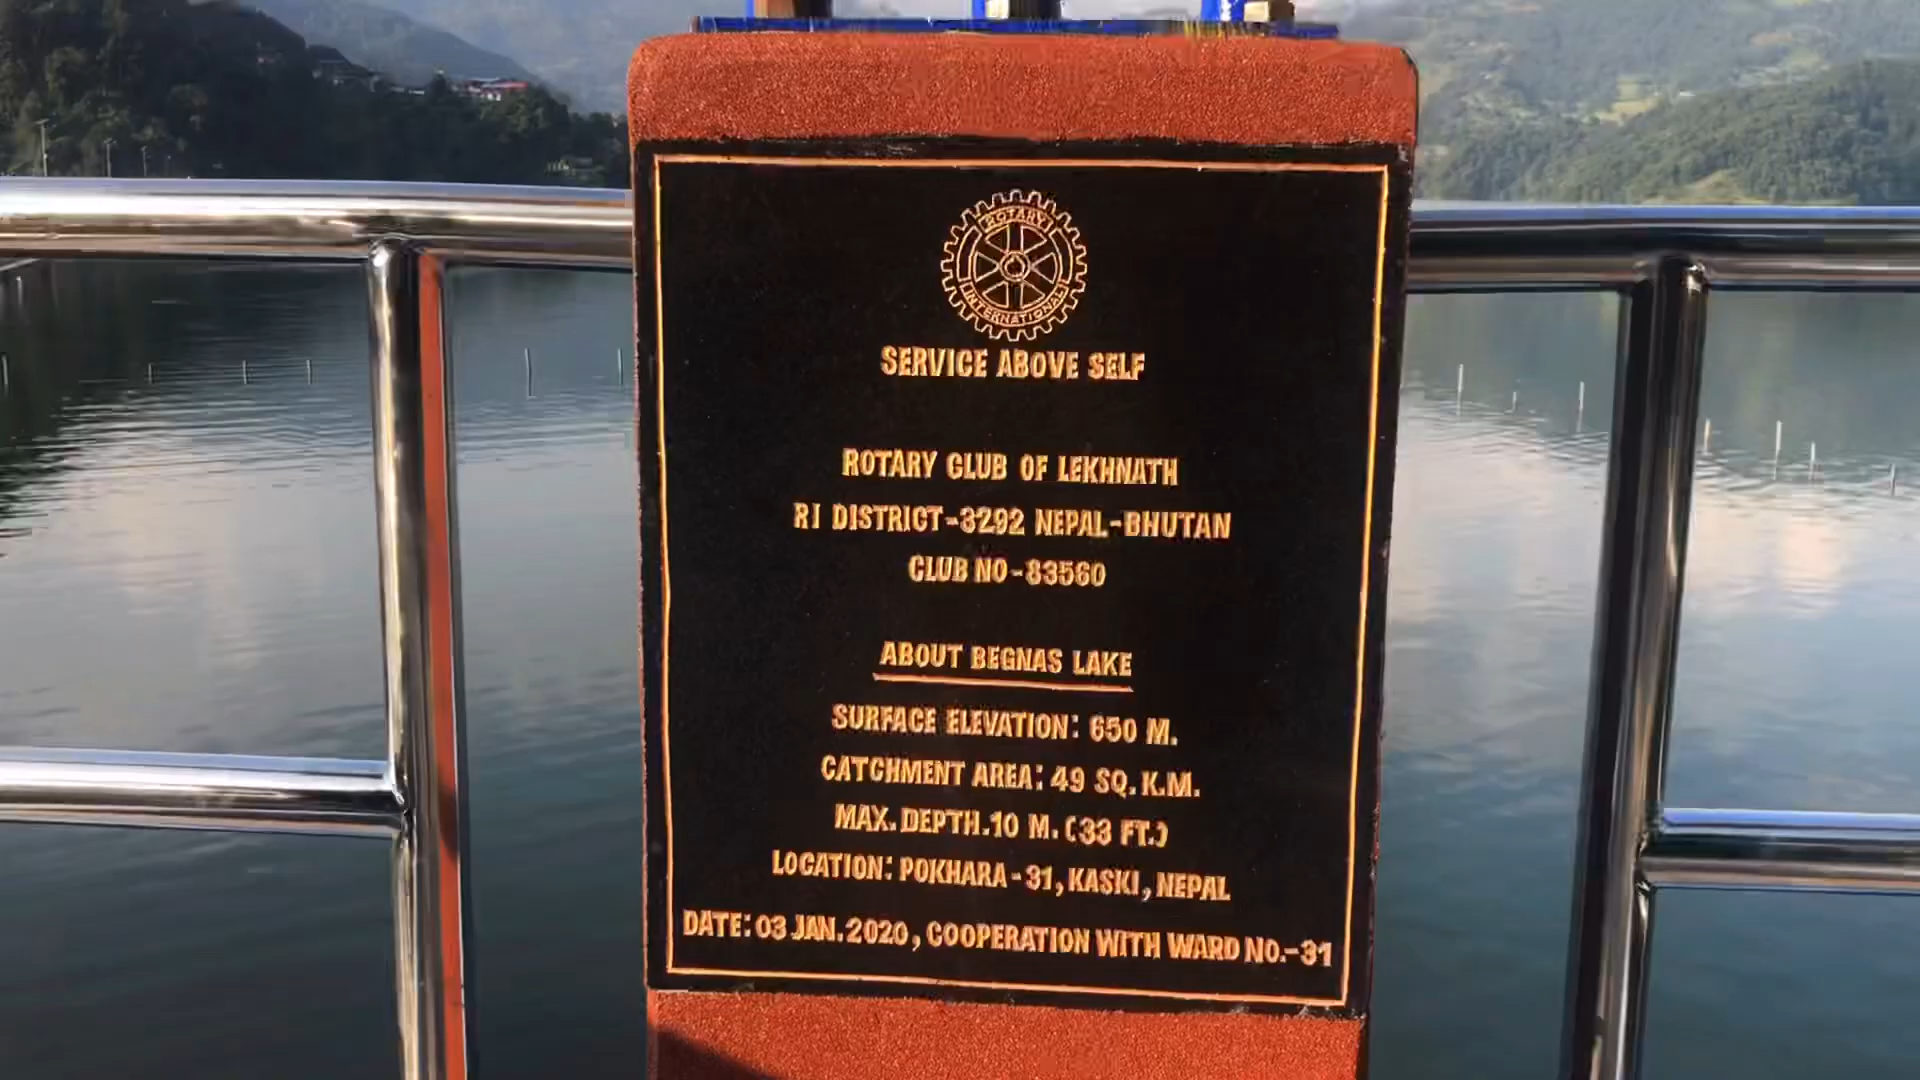 ROTARY
INTERNATIONAL
SERVICE ABOVE SELF
ROTARY CLUB OF LEKHNATH
RI DISTRICT-3292 NEPAL-BHUTAN
CLUB NO-83560
ABOUT BEGNAS LAKE
SURFACE ELEVATION: 650 M.
CATCHMENT AREA: 49 SQ. K.M.
MAX. DEPTH.10 M. (33 FT.)
LOCATION: POKHARA-31, KASKI, NEPAL
DATE: 03 JAN. 2020, COOPERATION WITH WARD NO.-31